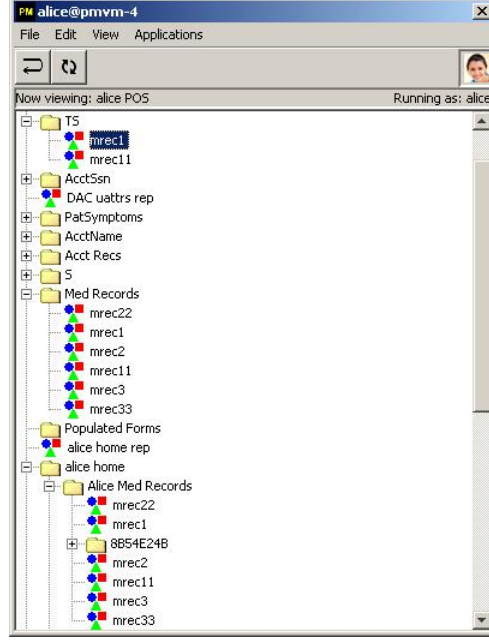 PM alice@pmvm-4
File Edit View Applications
Now viewing: alice POS Running as: alice
TS
mrec1
mrec11
AcctSsn
DAC uattrs rep
PatSymptoms
AcctName
Acct Recs
S
Med Records
mrec22
mrec1
mrec2
mrec11
mrec3
mrec33
Populated Forms
alice home rep
alice home
Alice Med Records
mrec22
mrec1
8B54E24B
mrec2
mrec11
mrec3
mrec33